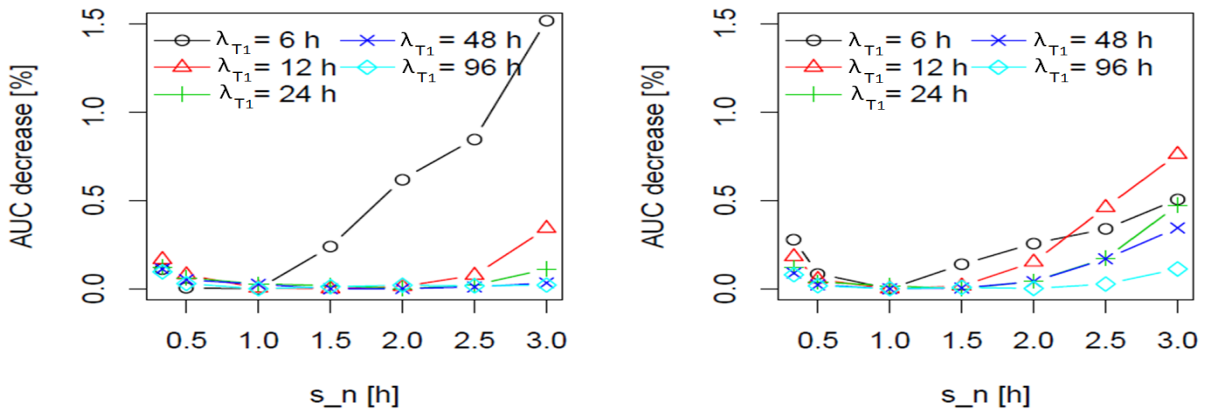 λT1= 6 h λT1= 48 h
λT1= 12 h λT1= 96 h
λT1= 24 h
AUC decrease [%]
1.5
1.0
0.5
0.0
0.5 1.0 1.5 2.0 2.5 3.0
s_n [h]
λT1= 6 h λT1= 48 h
λT1= 12 h λT1= 96 h
λT1= 24 h
AUC decrease [%]
1.5
1.0
0.5
0.0
0.5 1.0 1.5 2.0 2.5 3.0
s_n [h]